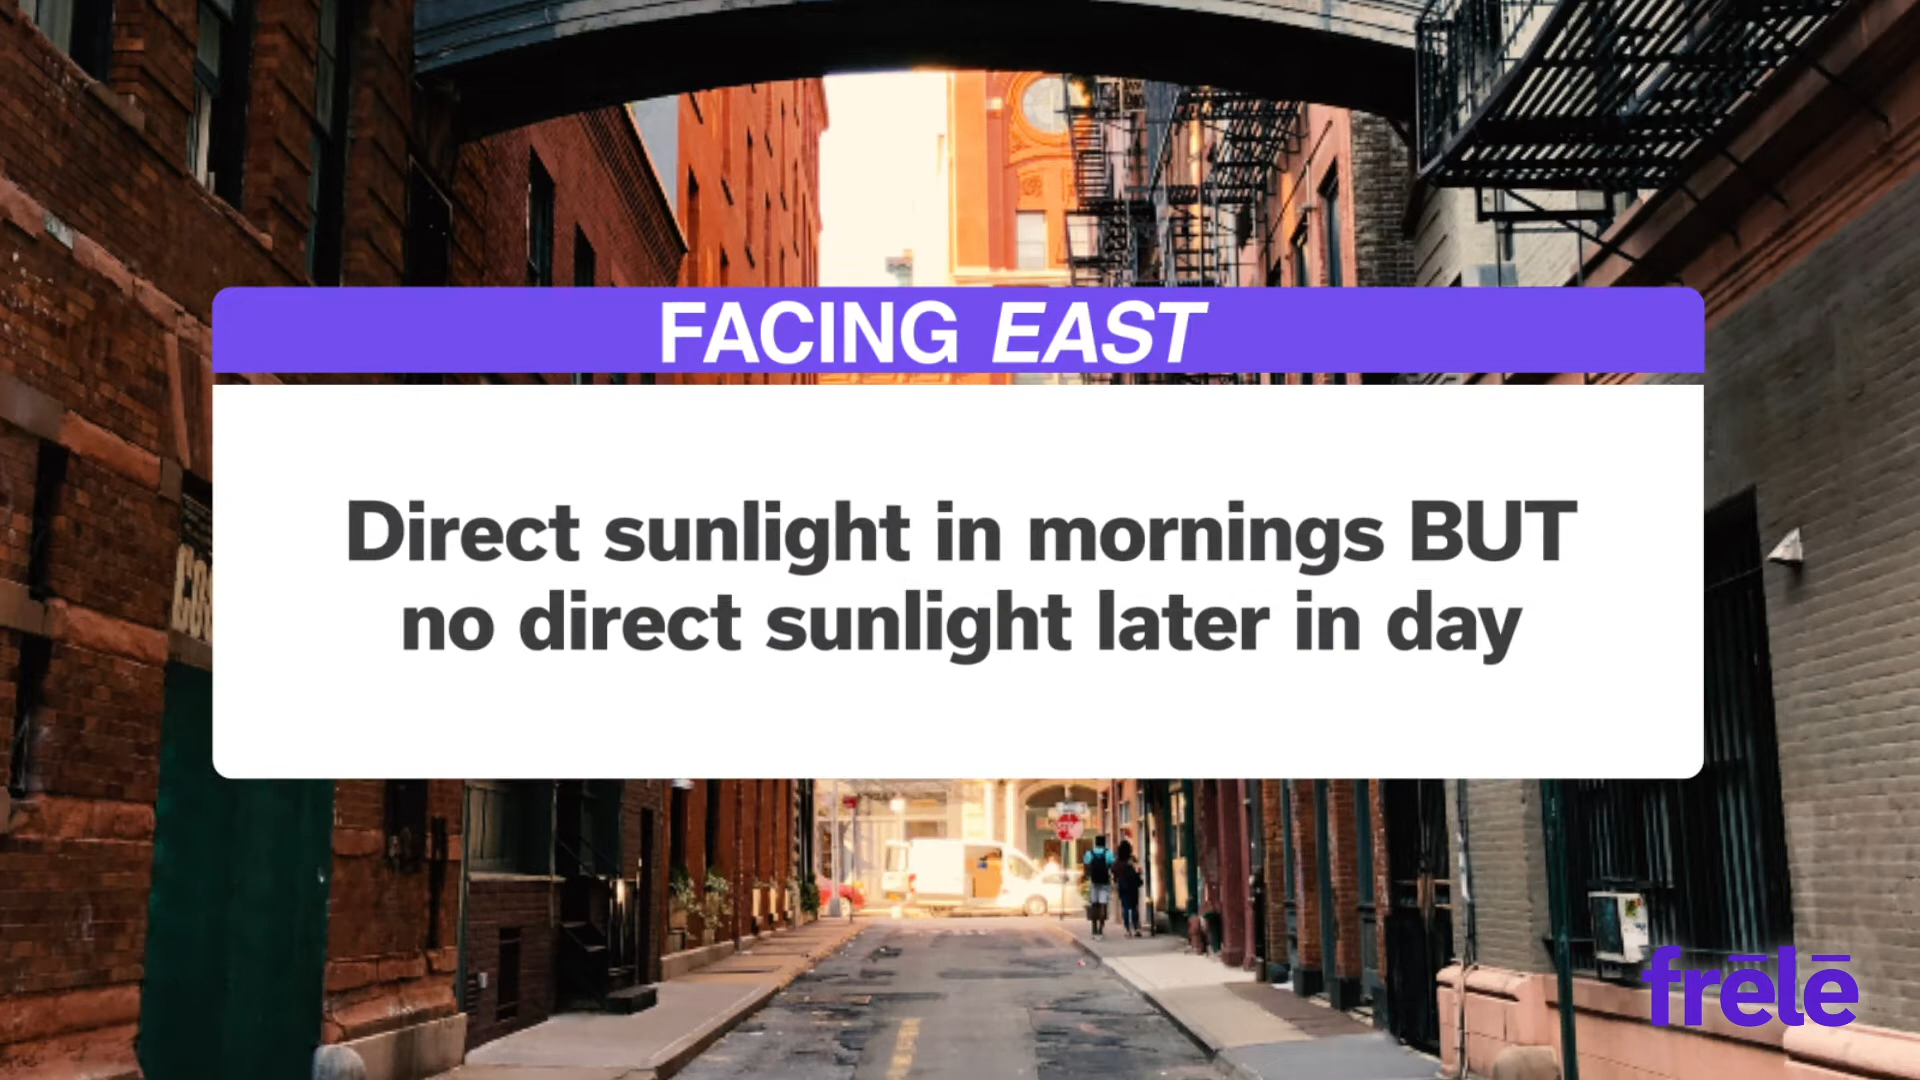 FACING EAST
Direct sunlight in mornings BUT
no direct sunlight later in day
frēlē